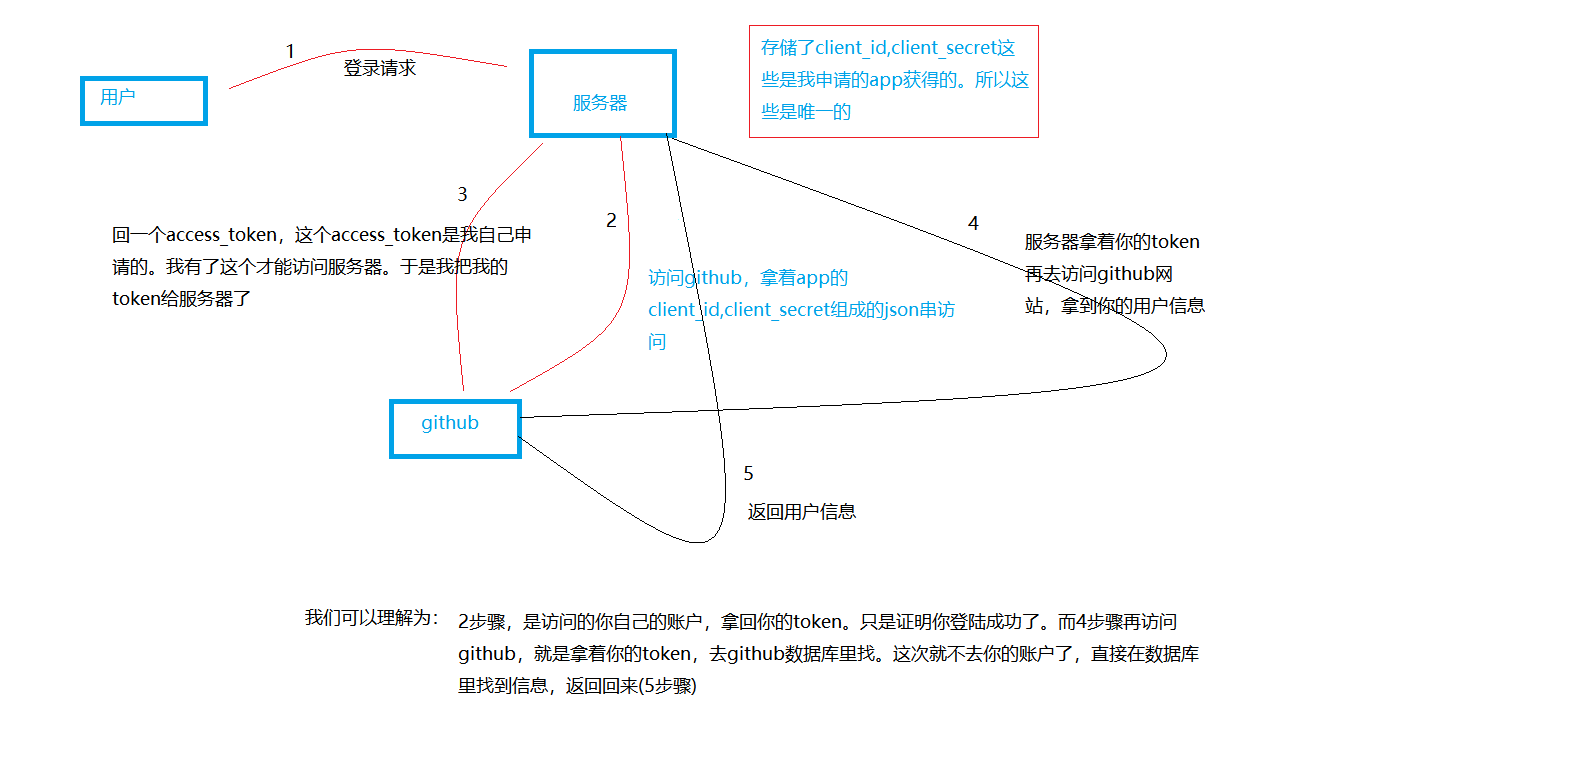 1
登录请求
用户
服务器
存储了client_id,client_secret这
些是我申请的app获得的。所以这
些是唯一的
3
回一个access_token，这个access_token是我自己申
请的。我有了这个才能访问服务器。于是我把我的
token给服务器了
2
访问github，拿着app的
client_id,client_secret组成的json串访
问
4
服务器拿着你的token
再去访问github网
站，拿到你的用户信息
github
5
返回用户信息
我们可以理解为：
2步骤，是访问的你自己的账户，拿回你的token。只是证明你登陆成功了。而4步骤再访问
github，就是拿着你的token，去github数据库里找。这次就不去你的账户了，直接在数据库
里找到信息，返回回来(5步骤)